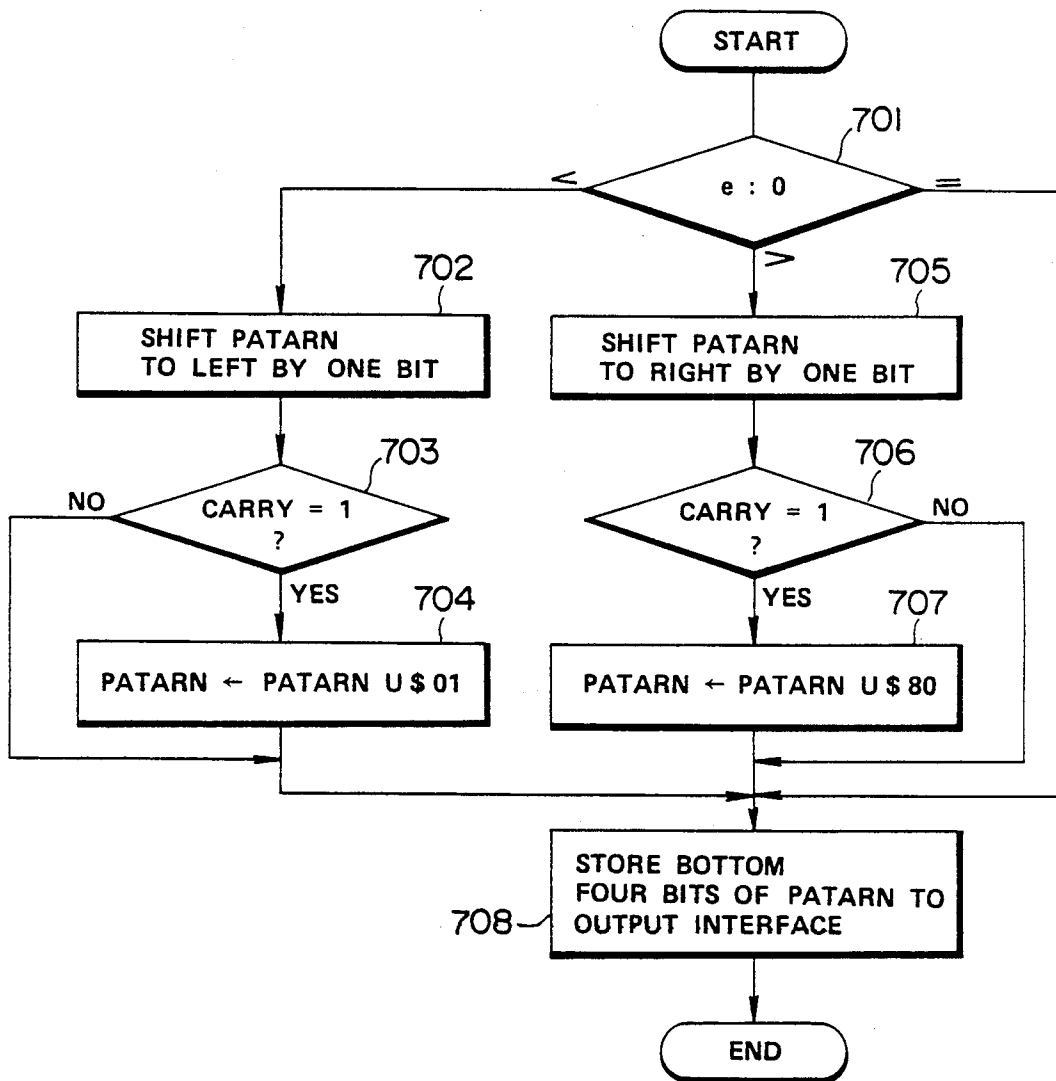 START
701
e : 0
<
=
>
702
SHIFT PATARN
TO LEFT BY ONE BIT
705
SHIFT PATARN
TO RIGHT BY ONE BIT
703
CARRY = 1
?
NO
YES
706
CARRY = 1
?
NO
YES
704
PATARN ← PATARN U $ 01
707
PATARN ← PATARN U $ 80
708
STORE BOTTOM
FOUR BITS OF PATARN TO
OUTPUT INTERFACE
END